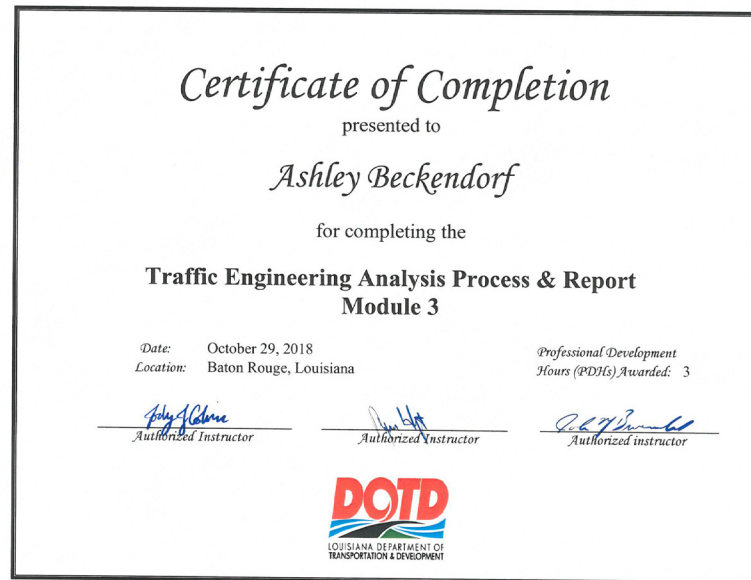 Certificate of Completion
presented to
Ashley Beckendorf
for completing the
Traffic Engineering Analysis Process & Report
Module 3
Date: October 29, 2018
Location: Baton Rouge, Louisiana
Professional Development
Hours (PDHs) Awarded: 3
Authorized Instructor
Authorized Instructor
Authorized instructor
DOTD
LOUISIANA DEPARTMENT OF
TRANSPORTATION & DEVELOPMENT